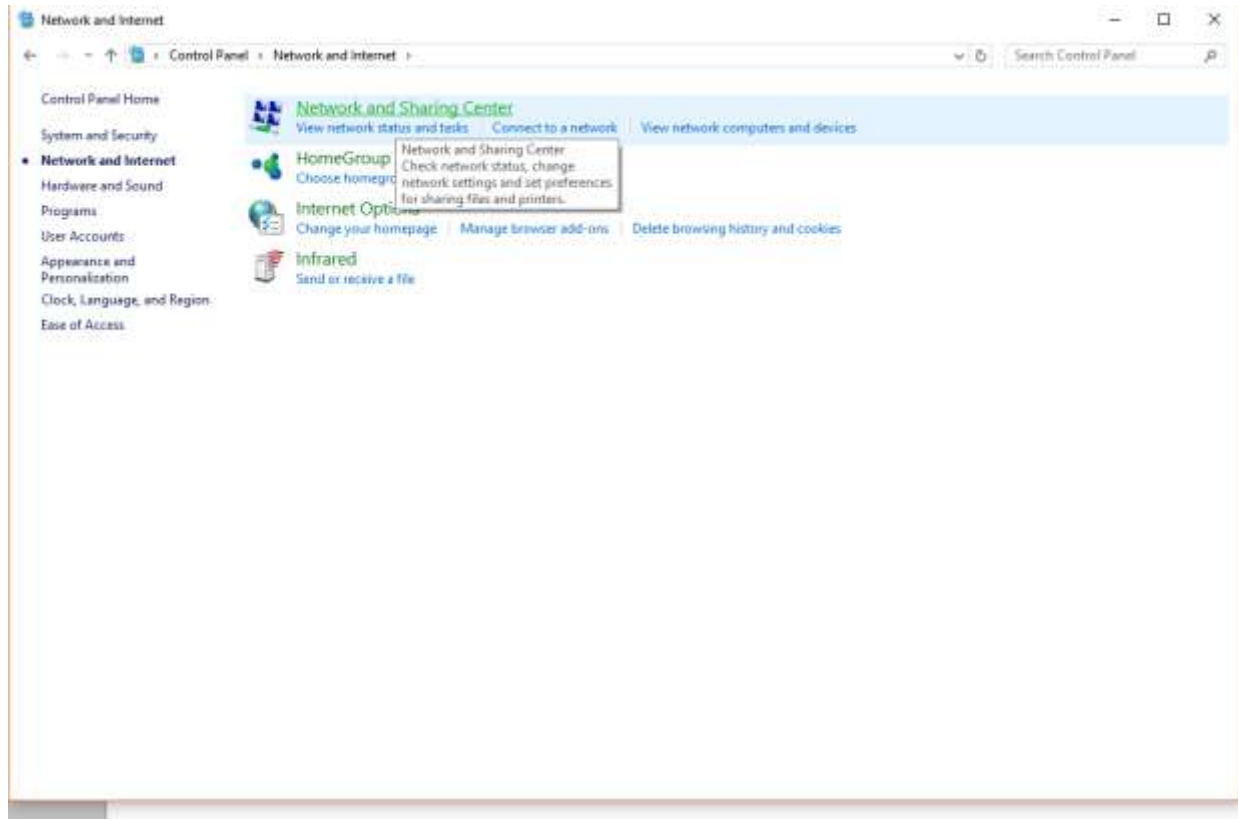 Network and Internet
Control Panel › Network and Internet ›
Search Control Panel
Control Panel Home
System and Security
Network and Internet
Hardware and Sound
Programs
User Accounts
Appearance and
Personalization
Clock, Language, and Region
Ease of Access
Network and Sharing Center
View network status and tasks
Connect to a network
View network computers and devices
HomeGroup
Choose homegro
Network and Sharing Center
Check network status, change
network settings and set preferences
for sharing files and printers.
Internet Options
Change your homepage
Manage browser add-ons
Delete browsing history and cookies
Infrared
Send or receive a file